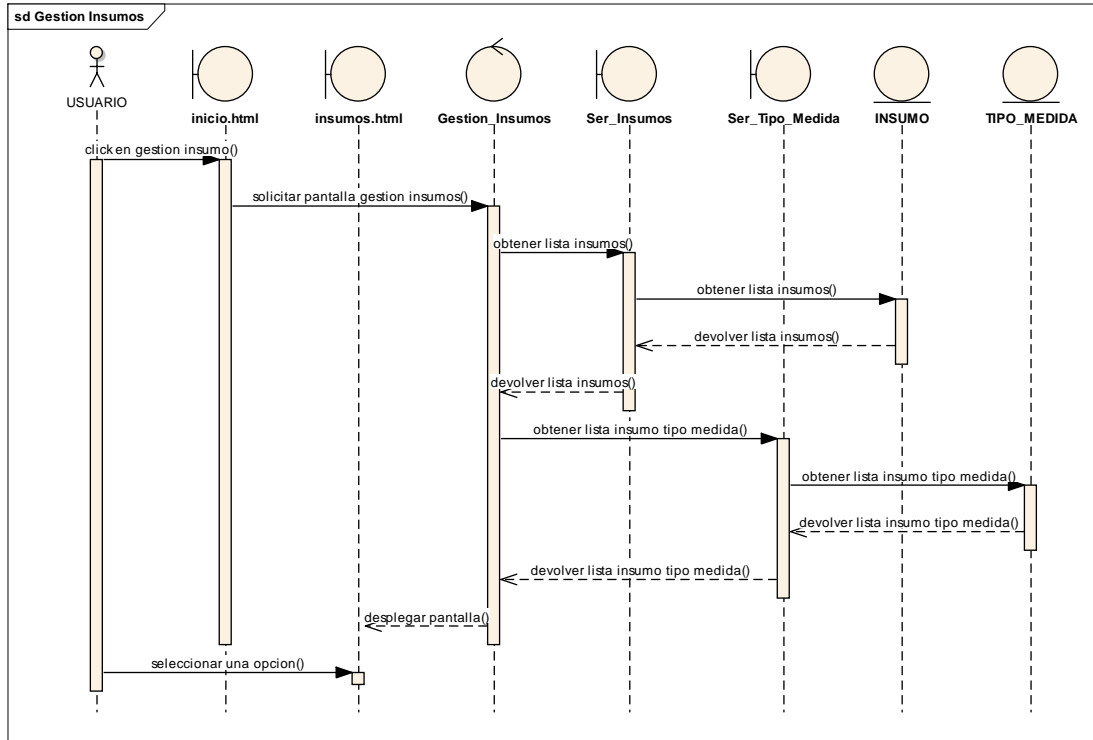 sd Gestion Insumos
USUARIO
inicio.html
insumos.html
Gestion_Insumos
Ser_Insumos
Ser_Tipo_Medida
INSUMO
TIPO_MEDIDA
click en gestion insumo()
solicitar pantalla gestion insumos()
obtener lista insumos()
obtener lista insumos()
devolver lista insumos()
devolver lista insumos()
obtener lista insumo tipo medida()
obtener lista insumo tipo medida()
devolver lista insumo tipo medida()
devolver lista insumo tipo medida()
desplegar pantalla()
seleccionar una opcion()